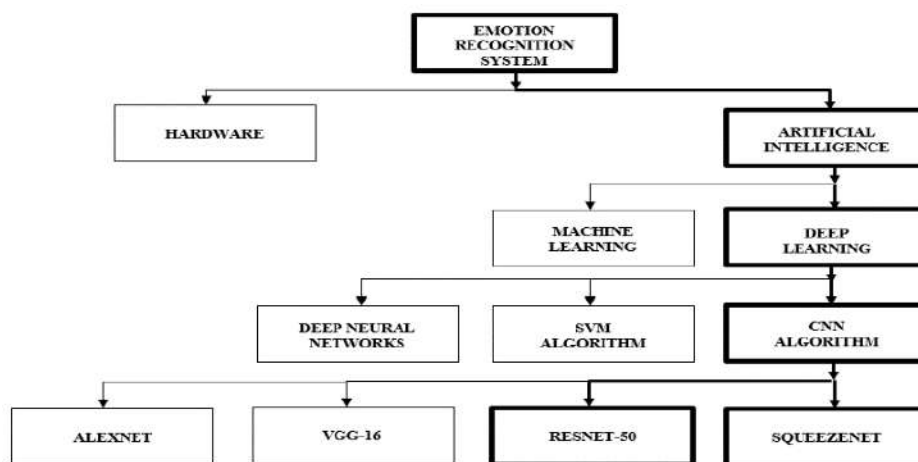 EMOTION
RECOGNITION
SYSTEM
HARDWARE
ARTIFICIAL
INTELLIGENCE
MACHINE
LEARNING
DEEP
LEARNING
DEEP NEURAL
NETWORKS
SVM
ALGORITHM
CNN
ALGORITHM
ALEXNET
VGG-16
RESNET-50
SQUEEZENET